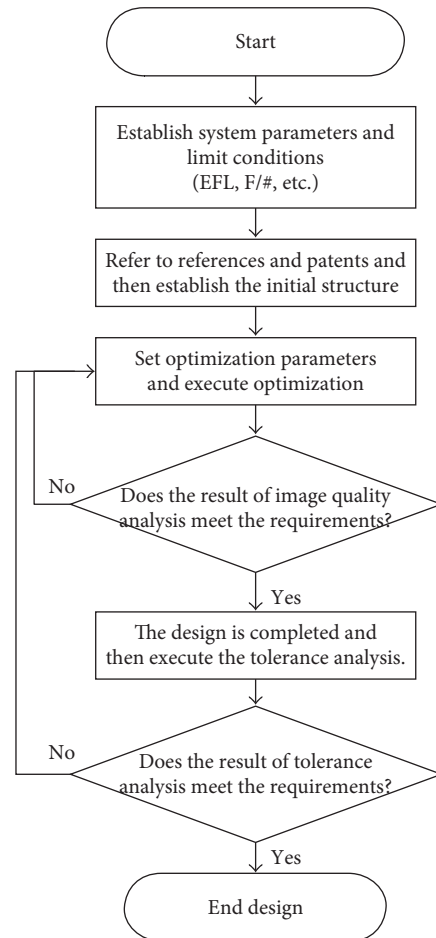 Start
Establish system parameters and
limit conditions
(EFL, F/#, etc.)
Refer to references and patents and
then establish the initial structure
Set optimization parameters
and execute optimization
No
Does the result of image quality
analysis meet the requirements?
Yes
The design is completed and
then execute the tolerance analysis.
No
Does the result of tolerance
analysis meet the requirements?
Yes
End design